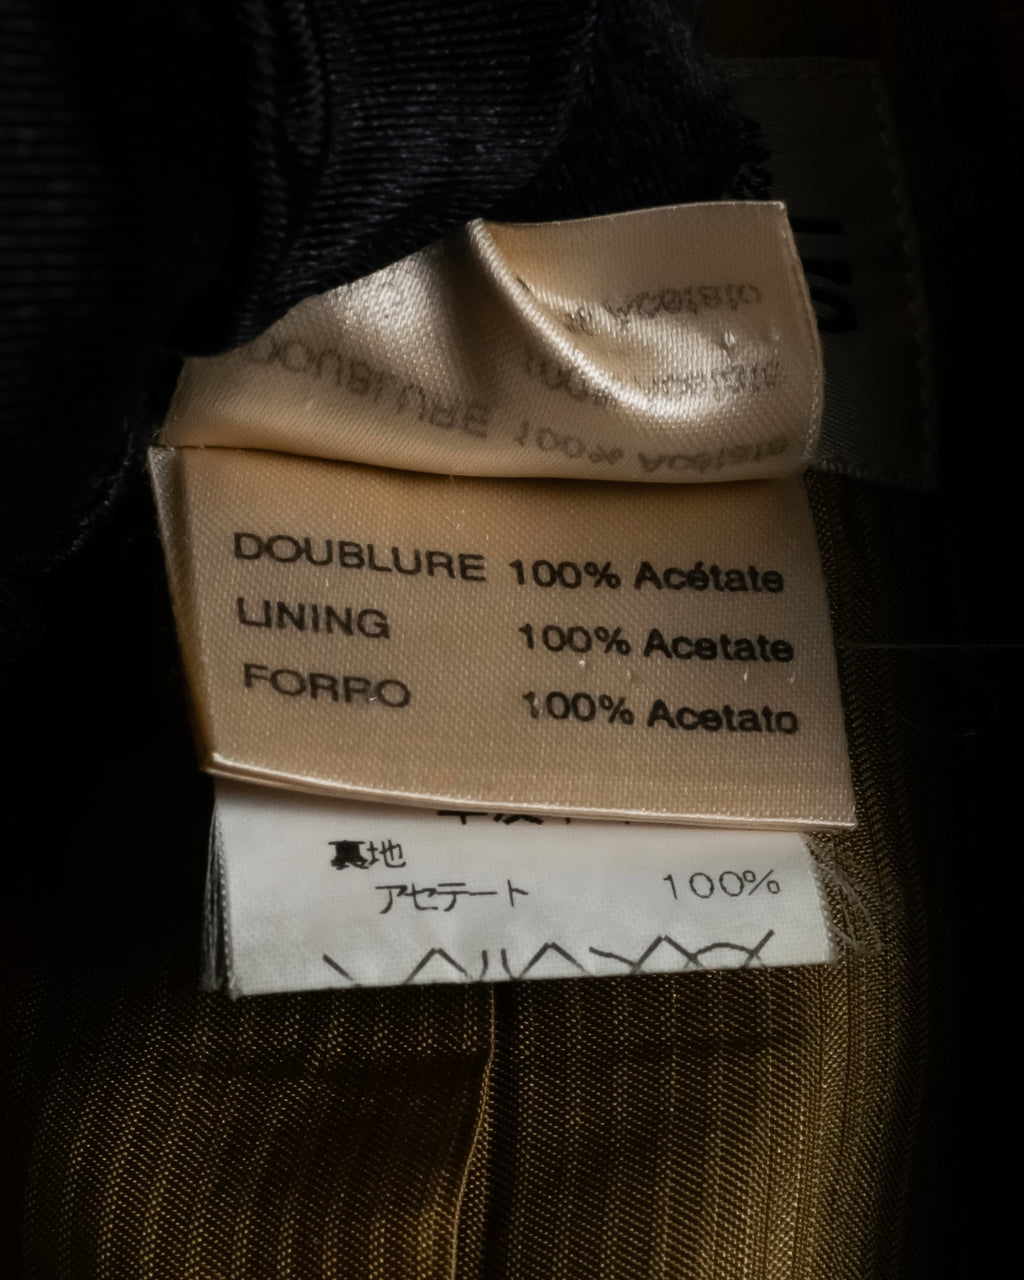 DOUBLURE 100% Acétate
LINING 100% Acetate
FORRO 100% Acetato
裏地
アセテート 100%